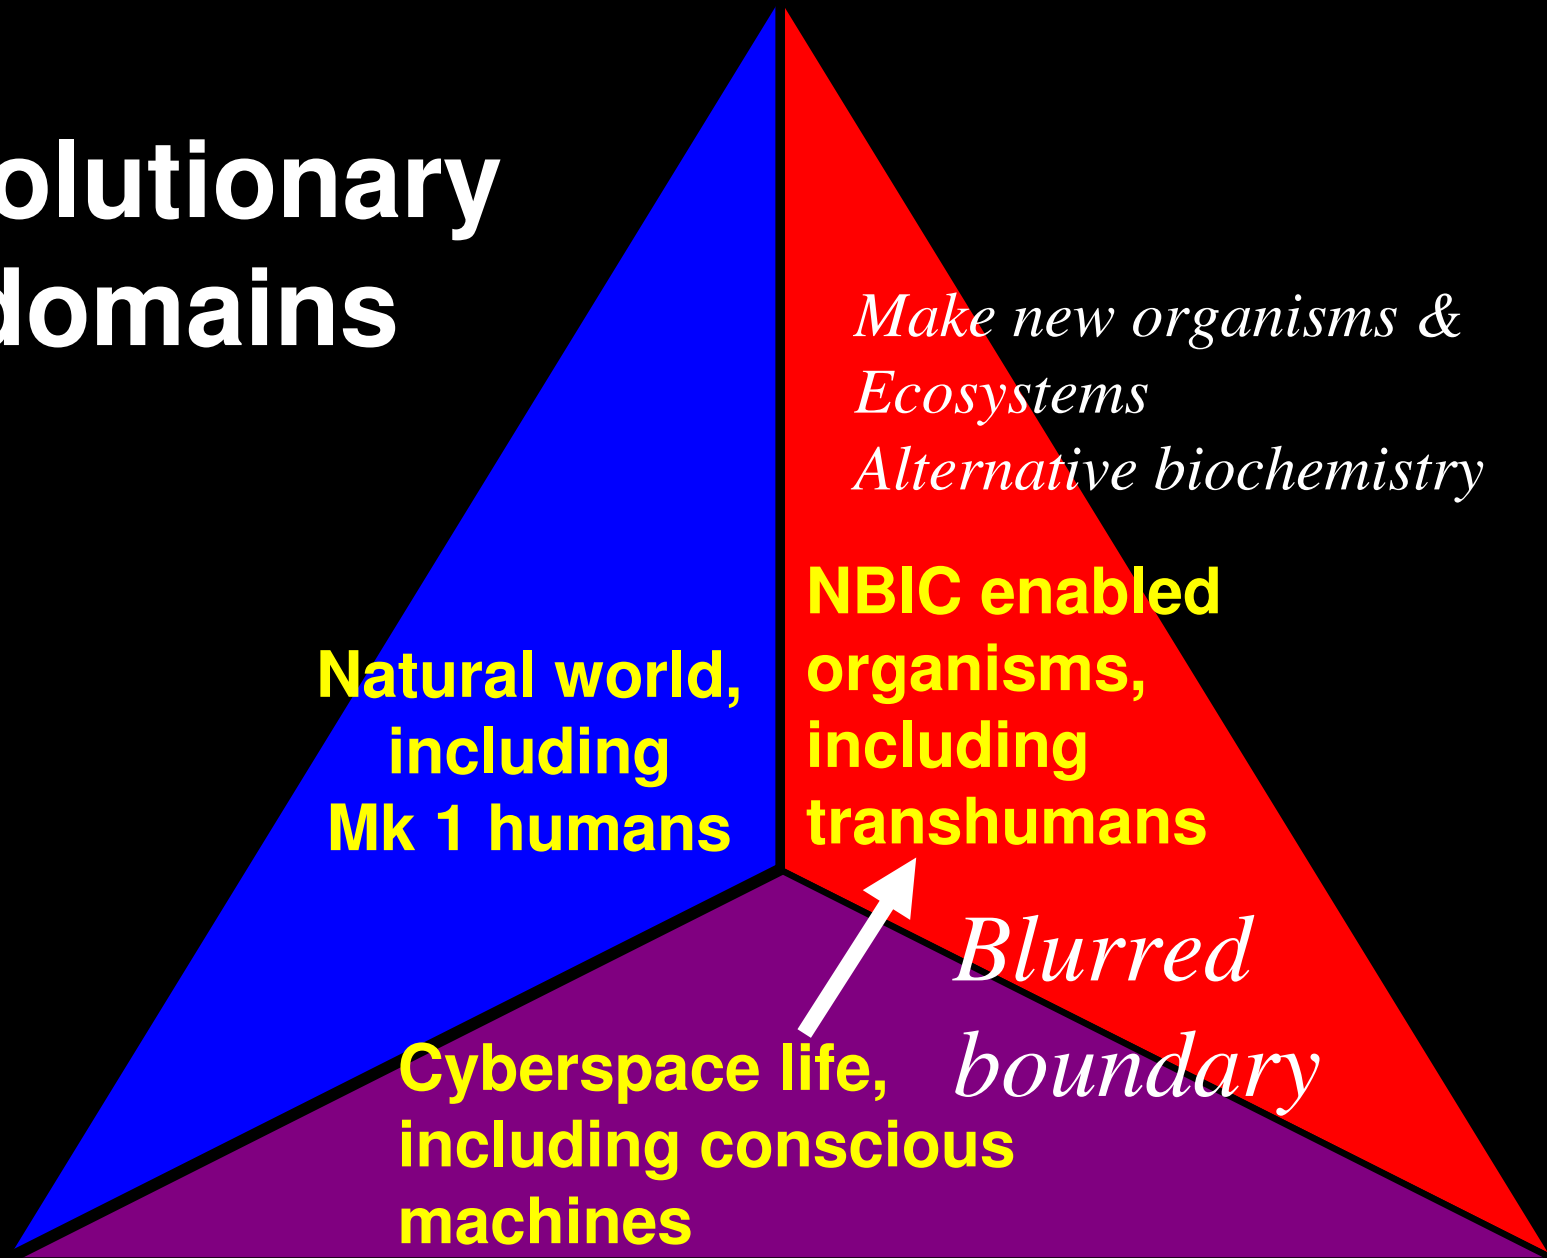 olutionary
domains
Make new organisms &
Ecosystems
Alternative biochemistry
NBIC enabled
organisms,
including
transhumans
Natural world,
including
Mk 1 humans
Blurred
boundary
Cyberspace life,
including conscious
machines